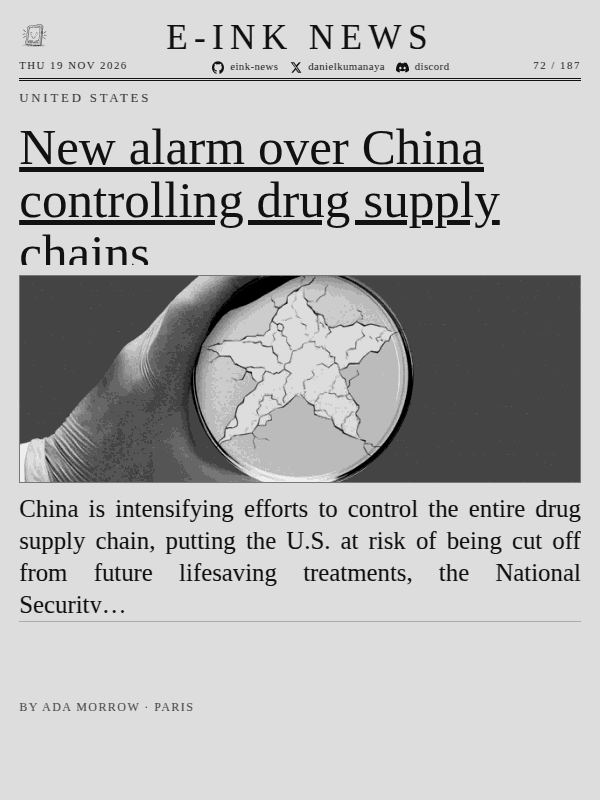 E-INK NEWS
THU 19 NOV 2026
eink-news danielkumanaya discord
72 / 187
UNITED STATES
New alarm over China
controlling drug supply
chains
China is intensifying efforts to control the entire drug
supply chain, putting the U.S. at risk of being cut off
from future lifesaving treatments, the National
Security…
BY ADA MORROW · PARIS